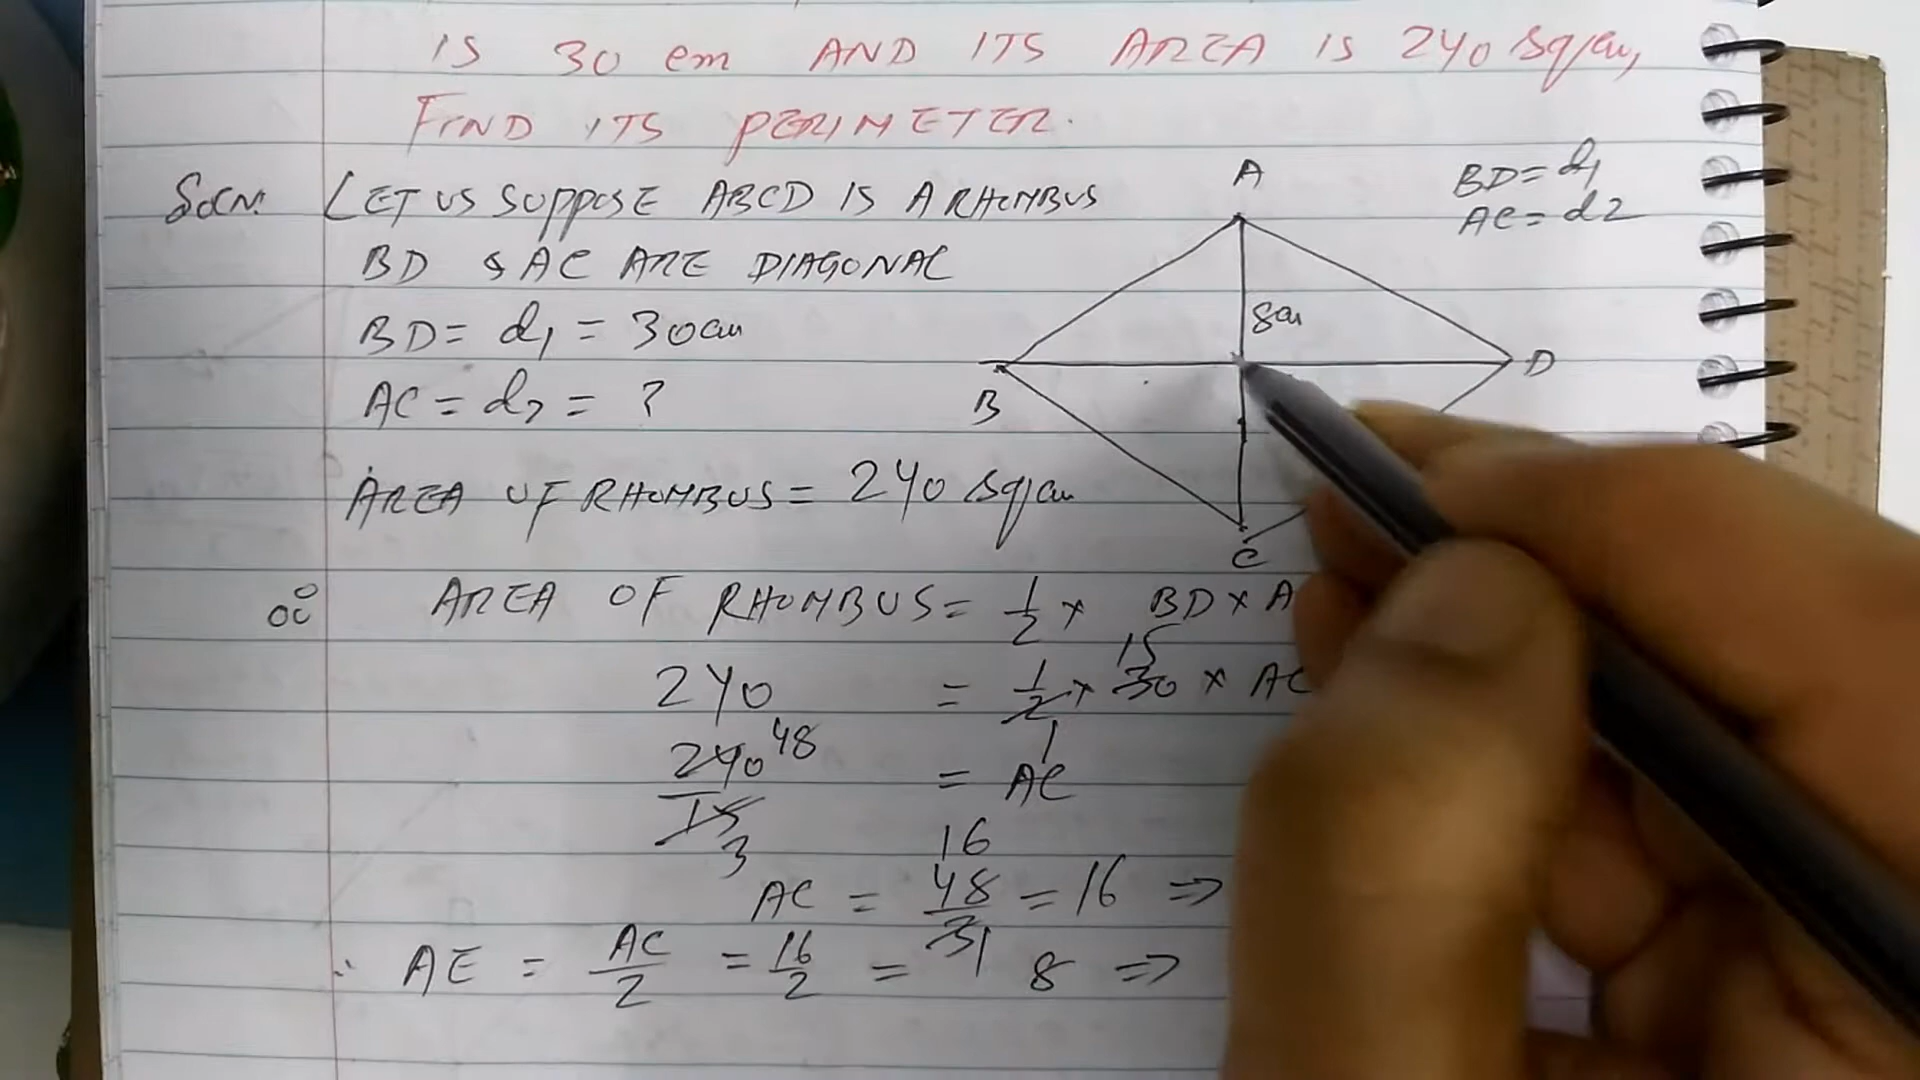 IS 30 cm AND ITS AREA IS 240 sq/cm,
FIND ITS PERIMETER.
SOLN: LET US SUPPOSE ABCD IS A RHOMBUS
BD & AC ARE DIAGONAL
BD = d1 = 30cm
AC = d2 = ?
AREA OF RHOMBUS = 240 sq/cm
BD = d1
AC = d2
A
8cm
B
D
C
AREA OF RHOMBUS = 1/2 × BD × A
15
240 = 1/2 × 30 × AC
1
240 48
15 = AC
3
16
AC = 48/3 = 16 ⇒
1
∴ AE = AC/2 = 16/2 = 8 ⇒